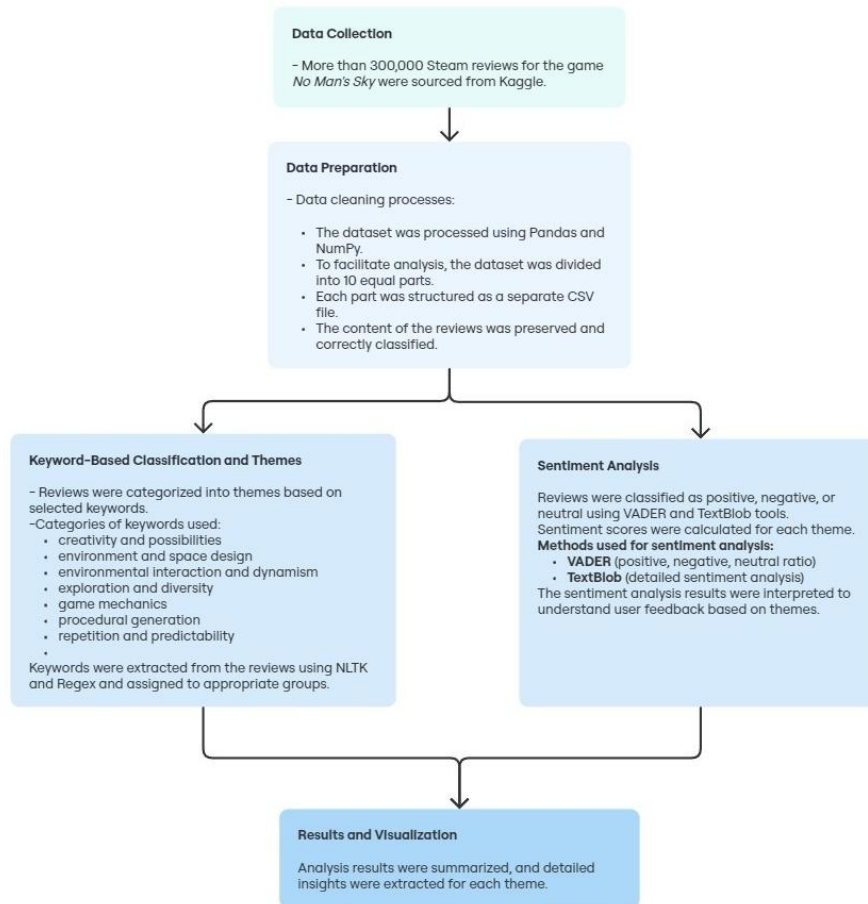 Data Collection
- More than 300,000 Steam reviews for the game
No Man's Sky were sourced from Kaggle.
Data Preparation
- Data cleaning processes:
• The dataset was processed using Pandas and
NumPy.
• To facilitate analysis, the dataset was divided
into 10 equal parts.
• Each part was structured as a separate CSV
file.
• The content of the reviews was preserved and
correctly classified.
Keyword-Based Classification and Themes
- Reviews were categorized into themes based on
selected keywords.
-Categories of keywords used:
• creativity and possibilities
• environment and space design
• environmental interaction and dynamism
• exploration and diversity
• game mechanics
• procedural generation
• repetition and predictability
•
Keywords were extracted from the reviews using NLTK
and Regex and assigned to appropriate groups.
Sentiment Analysis
Reviews were classified as positive, negative, or
neutral using VADER and TextBlob tools.
Sentiment scores were calculated for each theme.
Methods used for sentiment analysis:
• VADER (positive, negative, neutral ratio)
• TextBlob (detailed sentiment analysis)
The sentiment analysis results were interpreted to
understand user feedback based on themes.
Results and Visualization
Analysis results were summarized, and detailed
insights were extracted for each theme.